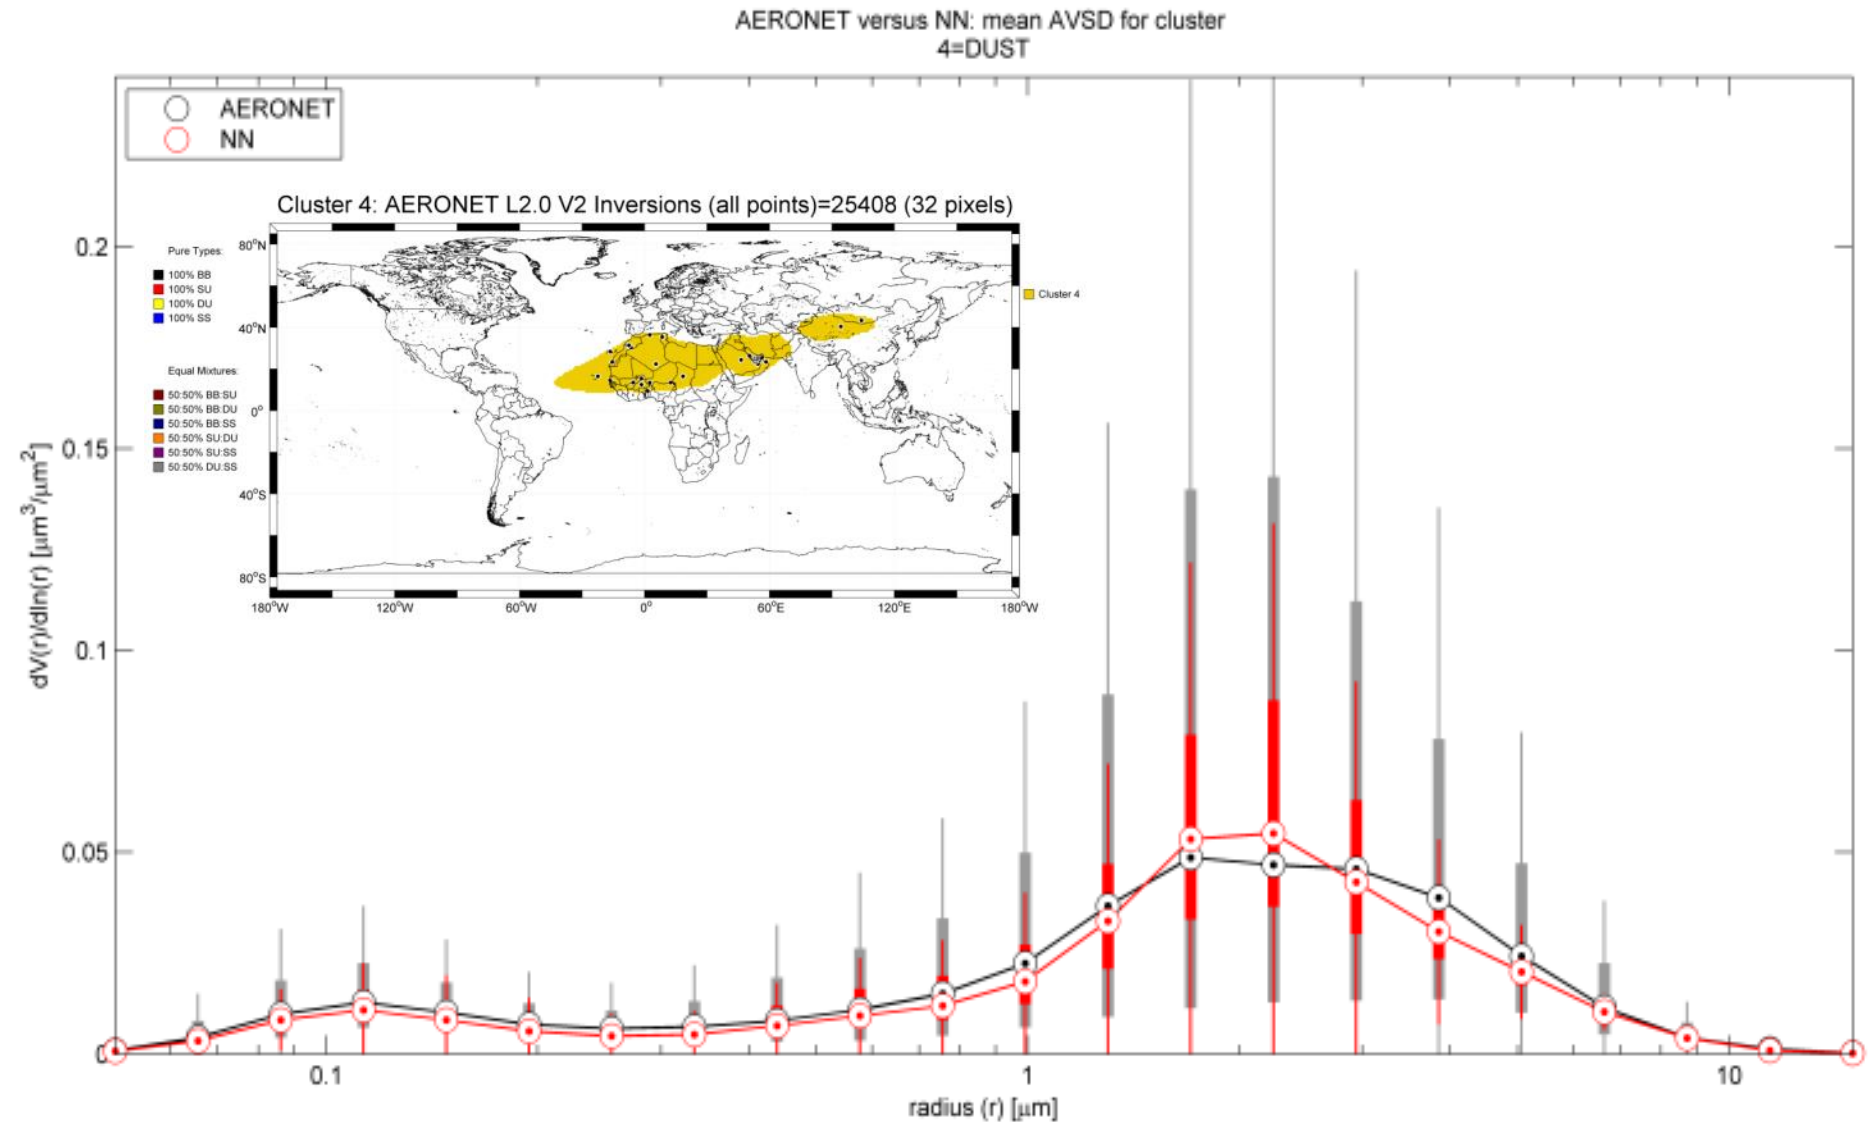 AERONET versus NN: mean AVSD for cluster
4=DUST
AERONET
NN
Cluster 4: AERONET L2.0 V2 Inversions (all points)=25408 (32 pixels)
Pure Types:
100% BB
100% SU
100% DU
100% SS
Equal Mixtures:
50:50% BB:SU
50:50% BB:DU
50:50% BB:SS
50:50% SU:DU
50:50% SU:SS
50:50% DU:SS
80°N
40°N
0°
40°S
80°S
180°W
120°W
60°W
0°
60°E
120°E
180°W
Cluster 4
dV(r)/dln(r) [μm³/μm²]
0.2
0.15
0.1
0.05
0
0.1
1
10
radius (r) [μm]